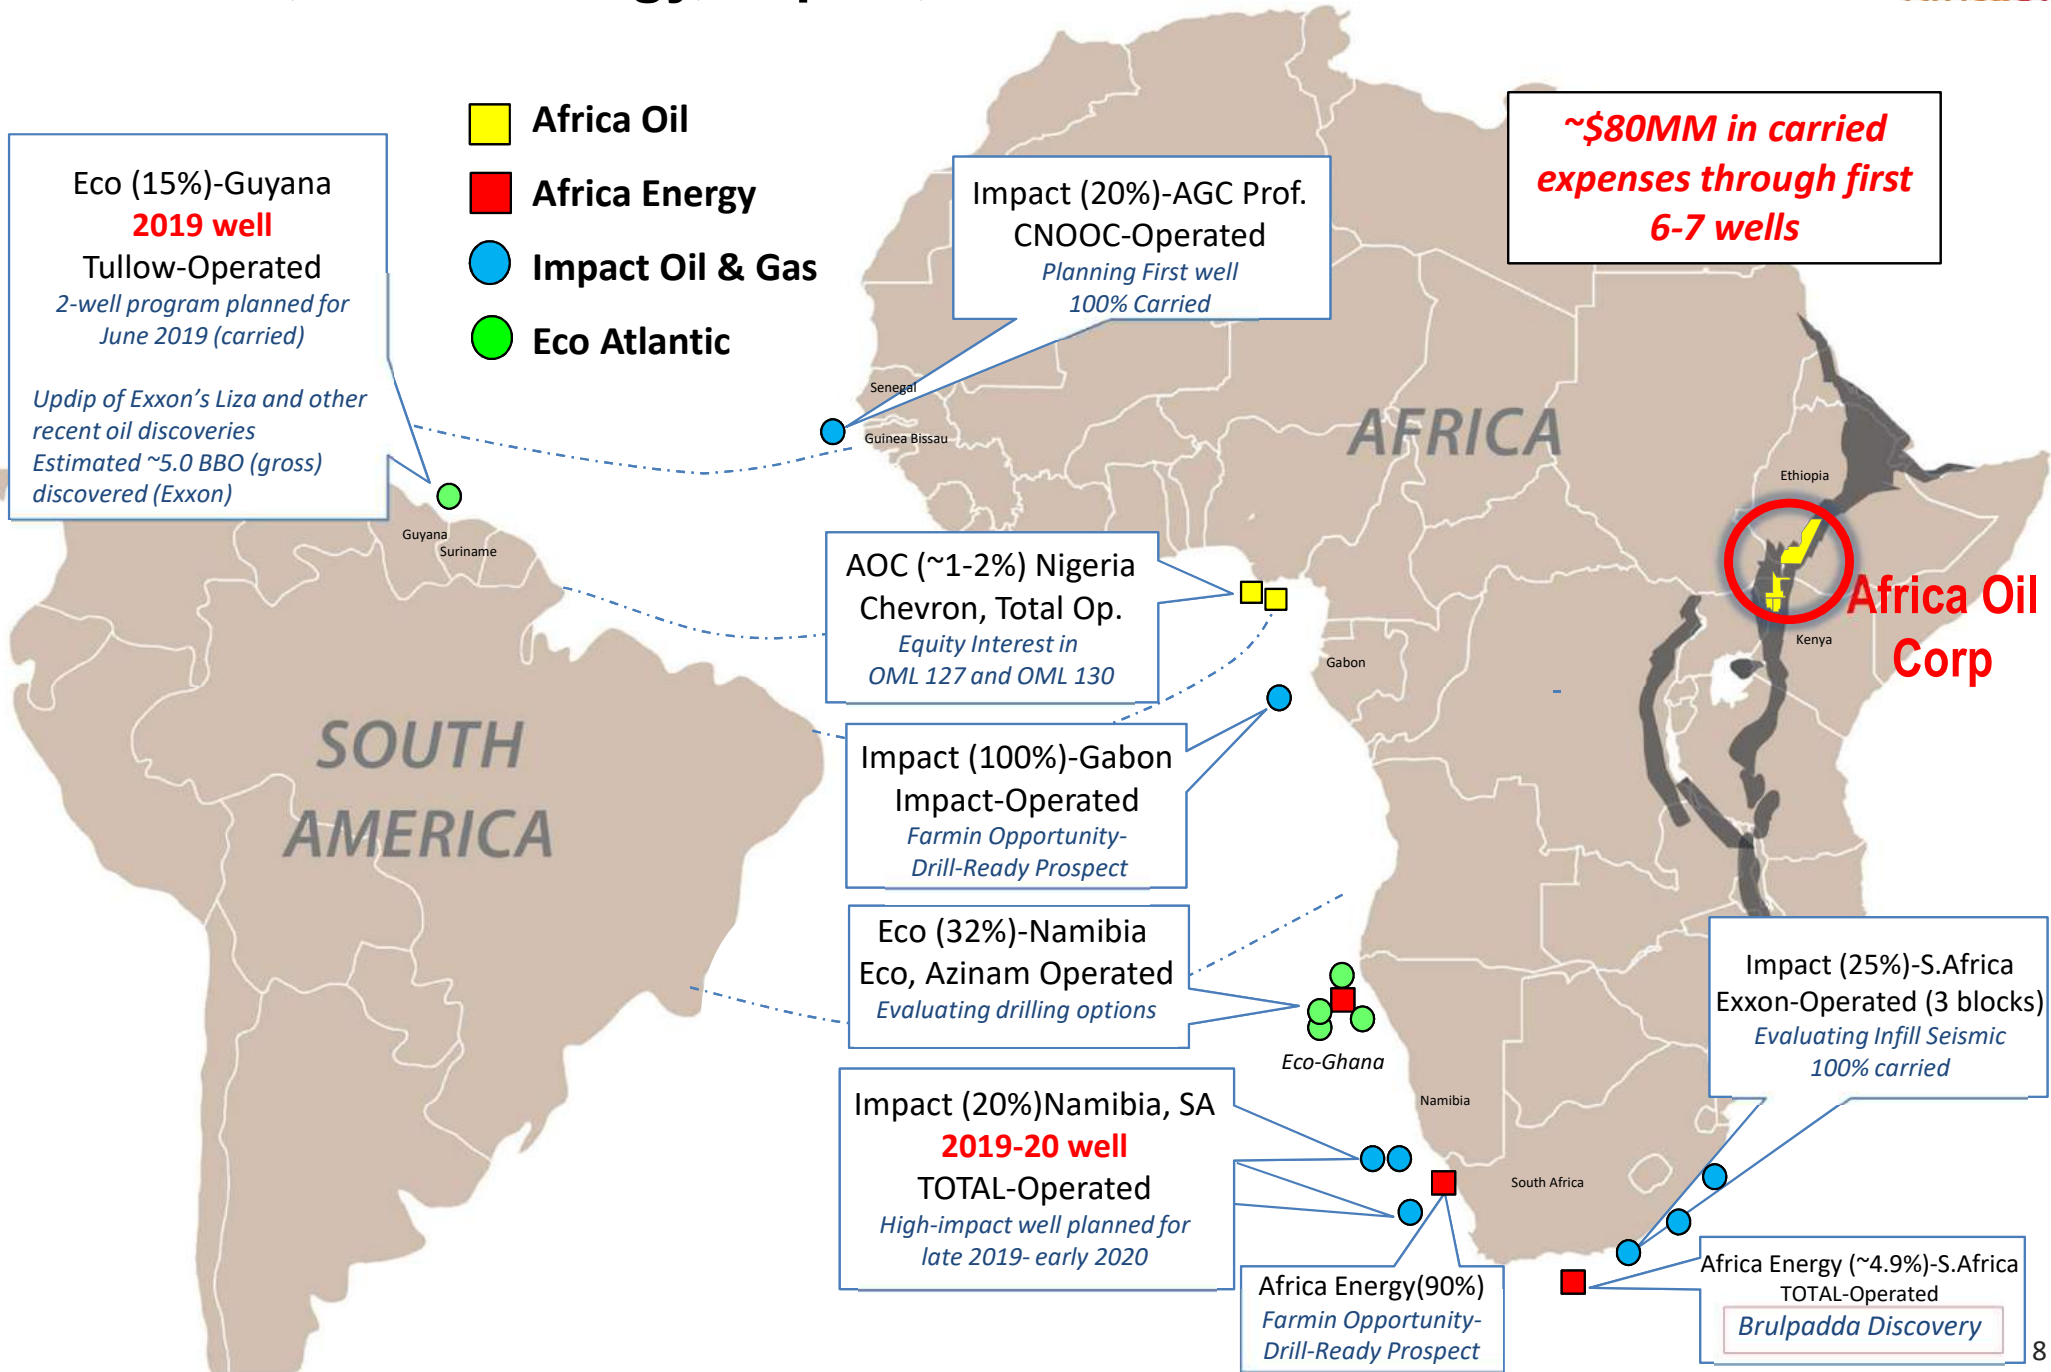 Africa Oil
Africa Energy
Impact Oil & Gas
Eco Atlantic
Eco (15%)-Guyana
2019 well
Tullow-Operated
2-well program planned for
June 2019 (carried)
Updip of Exxon's Liza and other
recent oil discoveries
Estimated ~5.0 BBO (gross)
discovered (Exxon)
Impact (20%)-AGC Prof.
CNOOC-Operated
Planning First well
100% Carried
~$80MM in carried
expenses through first
6-7 wells
Senegal
Guinea Bissau
AFRICA
Ethiopia
Guyana
Suriname
AOC (~1-2%) Nigeria
Chevron, Total Op.
Equity Interest in
OML 127 and OML 130
Africa Oil
Corp
Kenya
Gabon
SOUTH
AMERICA
Impact (100%)-Gabon
Impact-Operated
Farmin Opportunity-
Drill-Ready Prospect
Eco (32%)-Namibia
Eco, Azinam Operated
Evaluating drilling options
Eco-Ghana
Impact (25%)-S.Africa
Exxon-Operated (3 blocks)
Evaluating Infill Seismic
100% carried
Namibia
Impact (20%)Namibia, SA
2019-20 well
TOTAL-Operated
High-impact well planned for
late 2019- early 2020
South Africa
Africa Energy(90%)
Farmin Opportunity-
Drill-Ready Prospect
Africa Energy (~4.9%)-S.Africa
TOTAL-Operated
Brulpadda Discovery
8